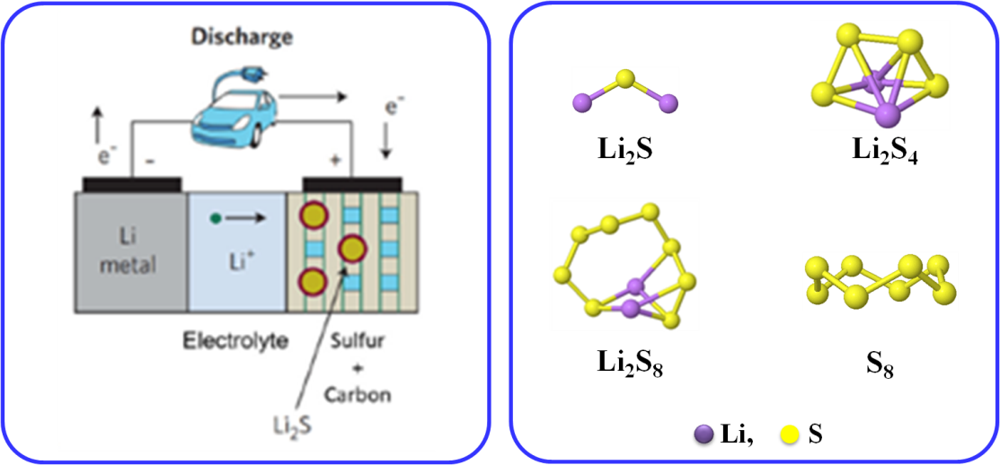 Discharge
e⁻
e⁻
−
+
Li
metal
Li⁺
Electrolyte
Sulfur
+
Carbon
Li₂S
Li₂S
Li₂S₄
Li₂S₈
S₈
Li, S